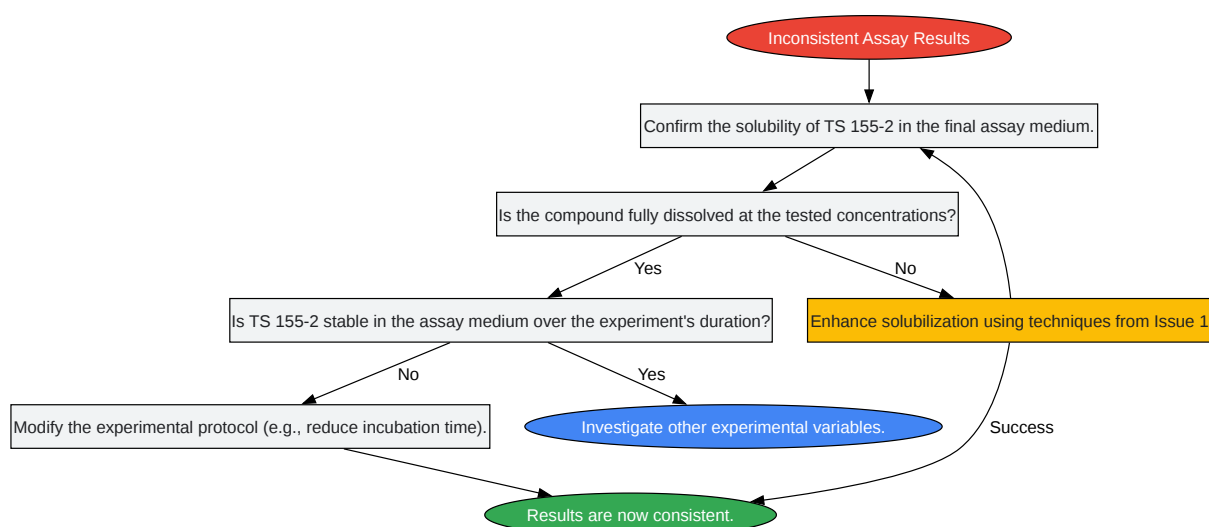 Inconsistent Assay Results
Confirm the solubility of TS 155-2 in the final assay medium.
Is the compound fully dissolved at the tested concentrations?
Yes
No
Is TS 155-2 stable in the assay medium over the experiment's duration?
Enhance solubilization using techniques from Issue 1
No
Yes
Modify the experimental protocol (e.g., reduce incubation time).
Investigate other experimental variables.
Success
Results are now consistent.